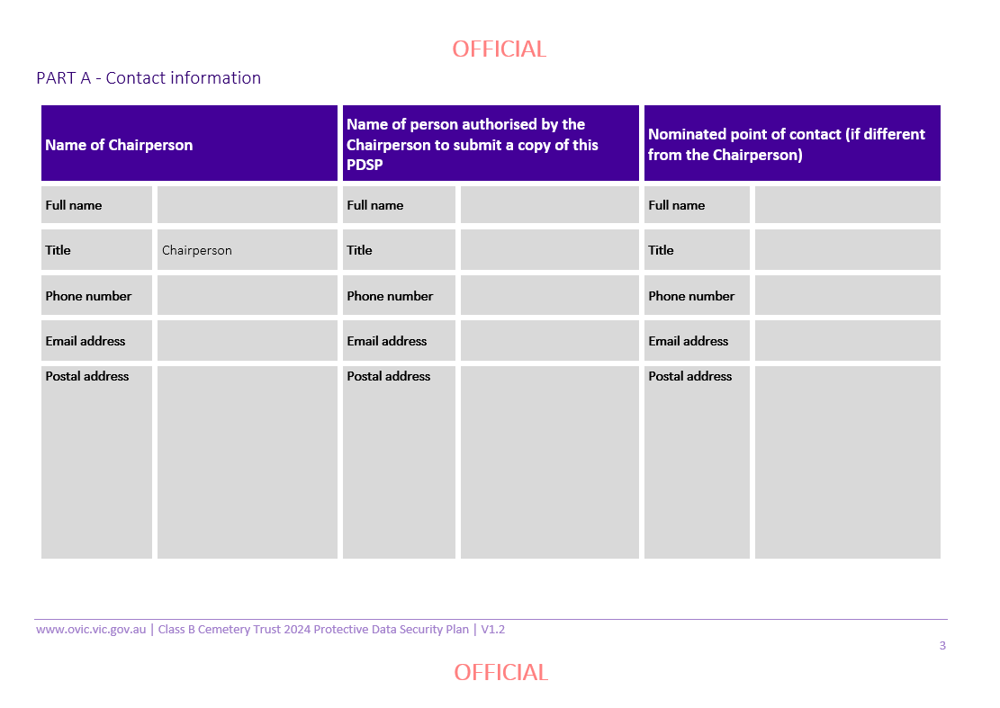 OFFICIAL
PART A - Contact information
Name of Chairperson
Name of person authorised by the
Chairperson to submit a copy of this
PDSP
Nominated point of contact (if different
from the Chairperson)
Full name
Full name
Full name
Title
Chairperson
Title
Title
Phone number
Phone number
Phone number
Email address
Email address
Email address
Postal address
Postal address
Postal address
www.ovic.vic.gov.au | Class B Cemetery Trust 2024 Protective Data Security Plan | V1.2
3
OFFICIAL